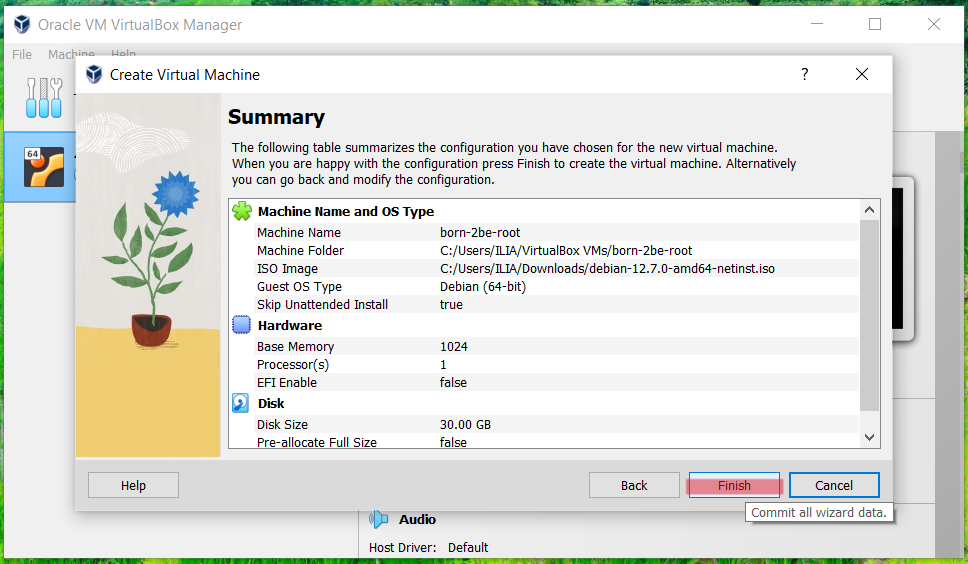 Oracle VM VirtualBox Manager
File Machine Help
Create Virtual Machine
?
64
Summary
The following table summarizes the configuration you have chosen for the new virtual machine.
When you are happy with the configuration press Finish to create the virtual machine. Alternatively
you can go back and modify the configuration.
Machine Name and OS Type
Machine Name born-2be-root
Machine Folder C:/Users/ILIA/VirtualBox VMs/born-2be-root
ISO Image C:/Users/ILIA/Downloads/debian-12.7.0-amd64-netinst.iso
Guest OS Type Debian (64-bit)
Skip Unattended Install true
Hardware
Base Memory 1024
Processor(s) 1
EFI Enable false
Disk
Disk Size 30.00 GB
Pre-allocate Full Size false
Help Back Finish Cancel
Commit all wizard data.
Audio
Host Driver: Default